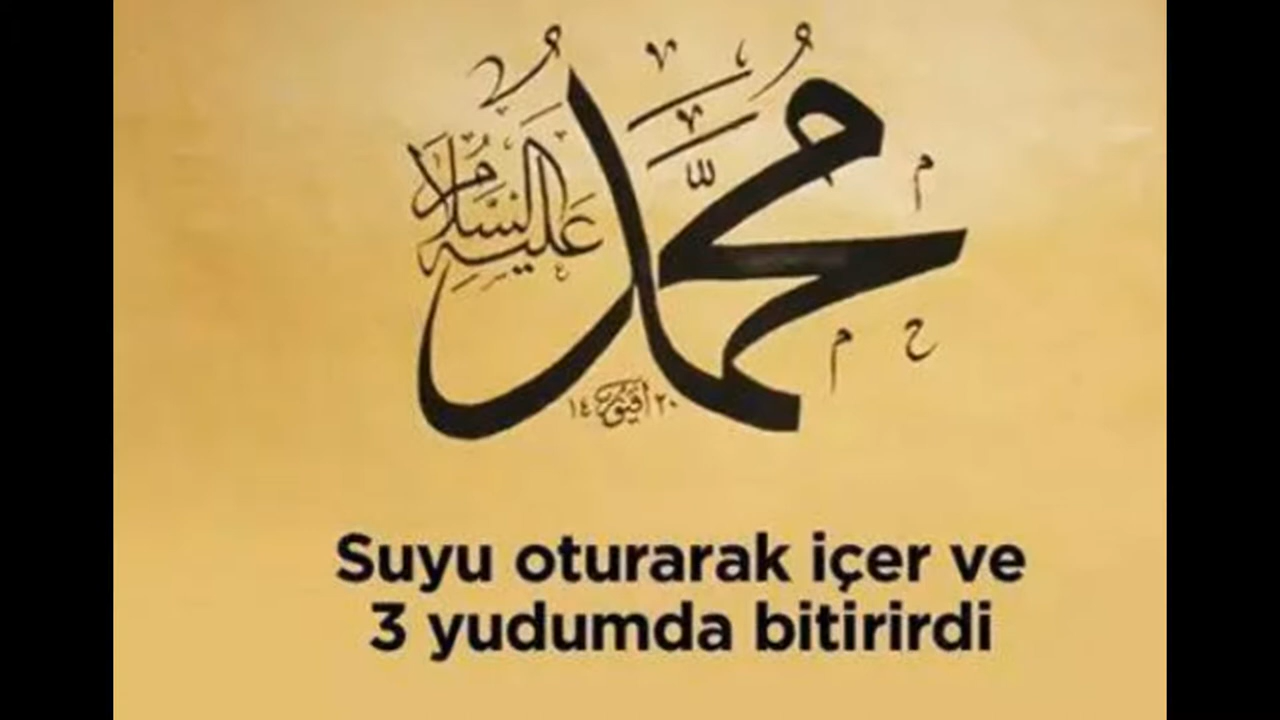 محمد
عليه السلام
Suyu oturarak içer ve
3 yudumda bitirirdi